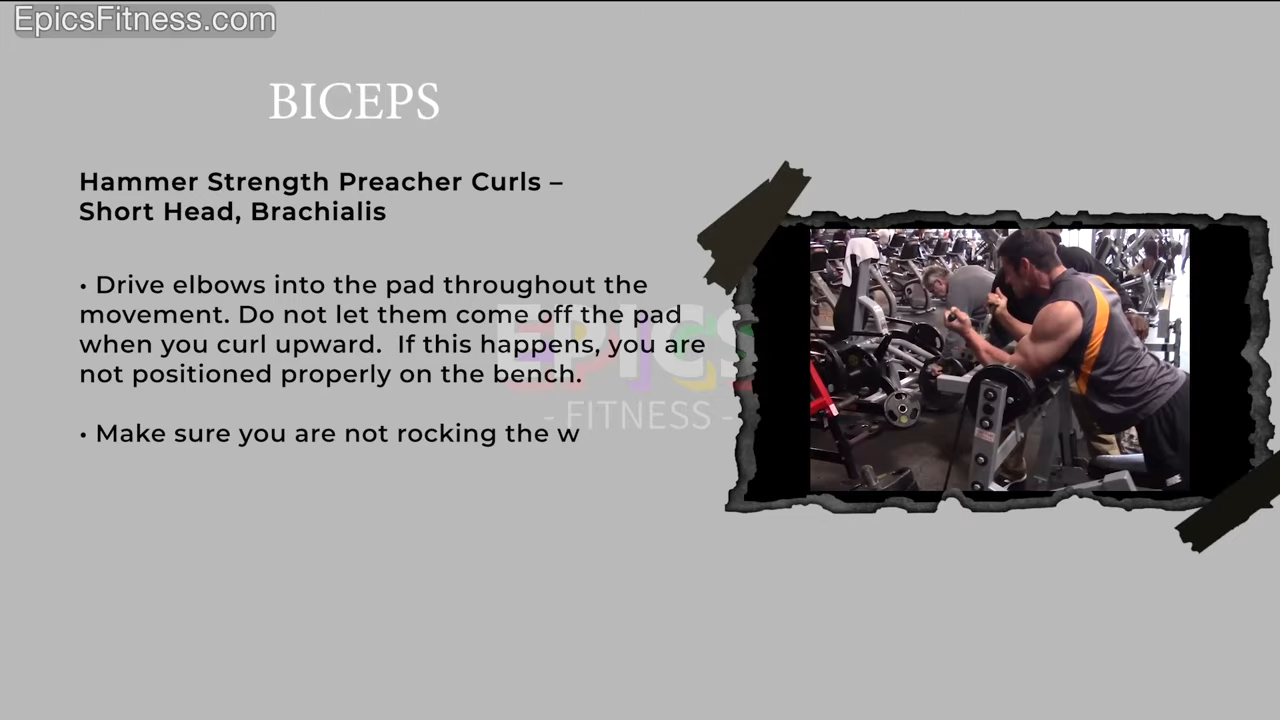 EpicsFitness.com
BICEPS
Hammer Strength Preacher Curls –
Short Head, Brachialis
• Drive elbows into the pad throughout the
movement. Do not let them come off the pad
when you curl upward.  If this happens, you are
not positioned properly on the bench.
• Make sure you are not rocking the w
EPICS
- FITNESS -